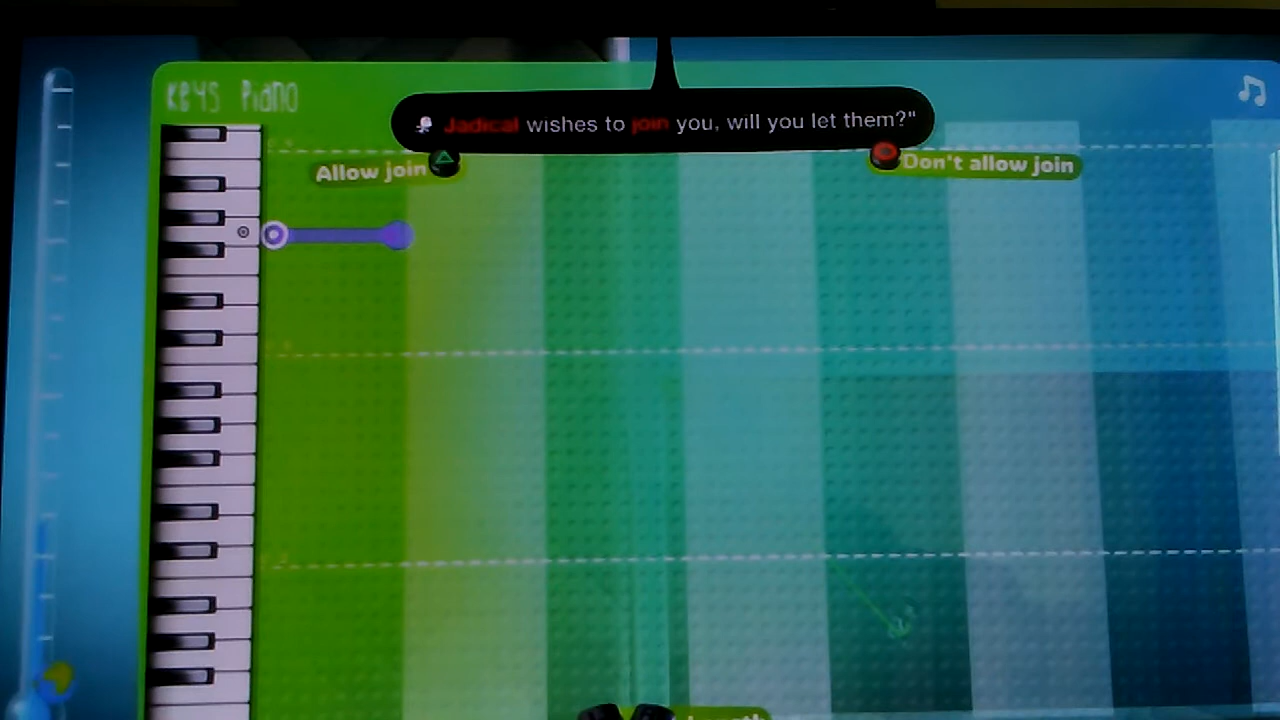 Keys Piano
Jadical wishes to join you, will you let them?"
Allow join
Don't allow join